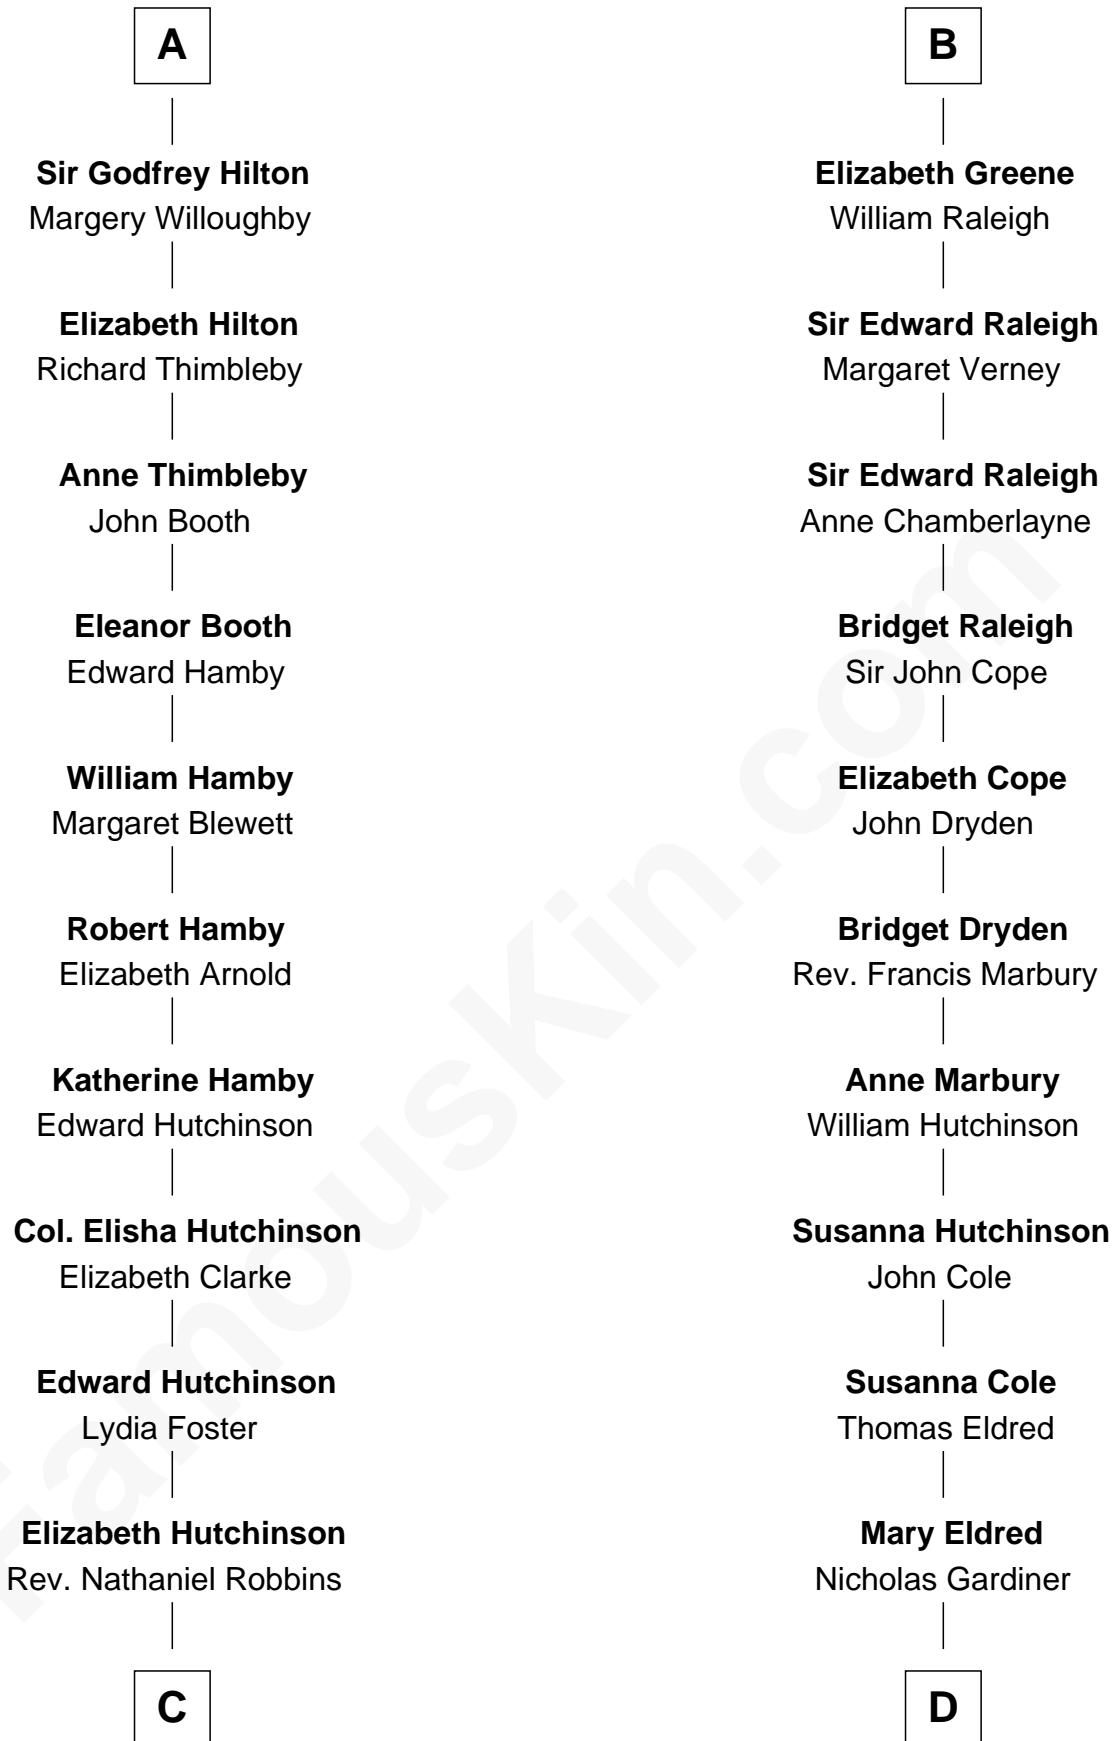 A
Sir Godfrey Hilton
Margery Willoughby
Elizabeth Hilton
Richard Thimbleby
Anne Thimbleby
John Booth
Eleanor Booth
Edward Hamby
William Hamby
Margaret Blewett
Robert Hamby
Elizabeth Arnold
Katherine Hamby
Edward Hutchinson
Col. Elisha Hutchinson
Elizabeth Clarke
Edward Hutchinson
Lydia Foster
Elizabeth Hutchinson
Rev. Nathaniel Robbins
C
B
Elizabeth Greene
William Raleigh
Sir Edward Raleigh
Margaret Verney
Sir Edward Raleigh
Anne Chamberlayne
Bridget Raleigh
Sir John Cope
Elizabeth Cope
John Dryden
Bridget Dryden
Rev. Francis Marbury
Anne Marbury
William Hutchinson
Susanna Hutchinson
John Cole
Susanna Cole
Thomas Eldred
Mary Eldred
Nicholas Gardiner
D
FamousKin.com